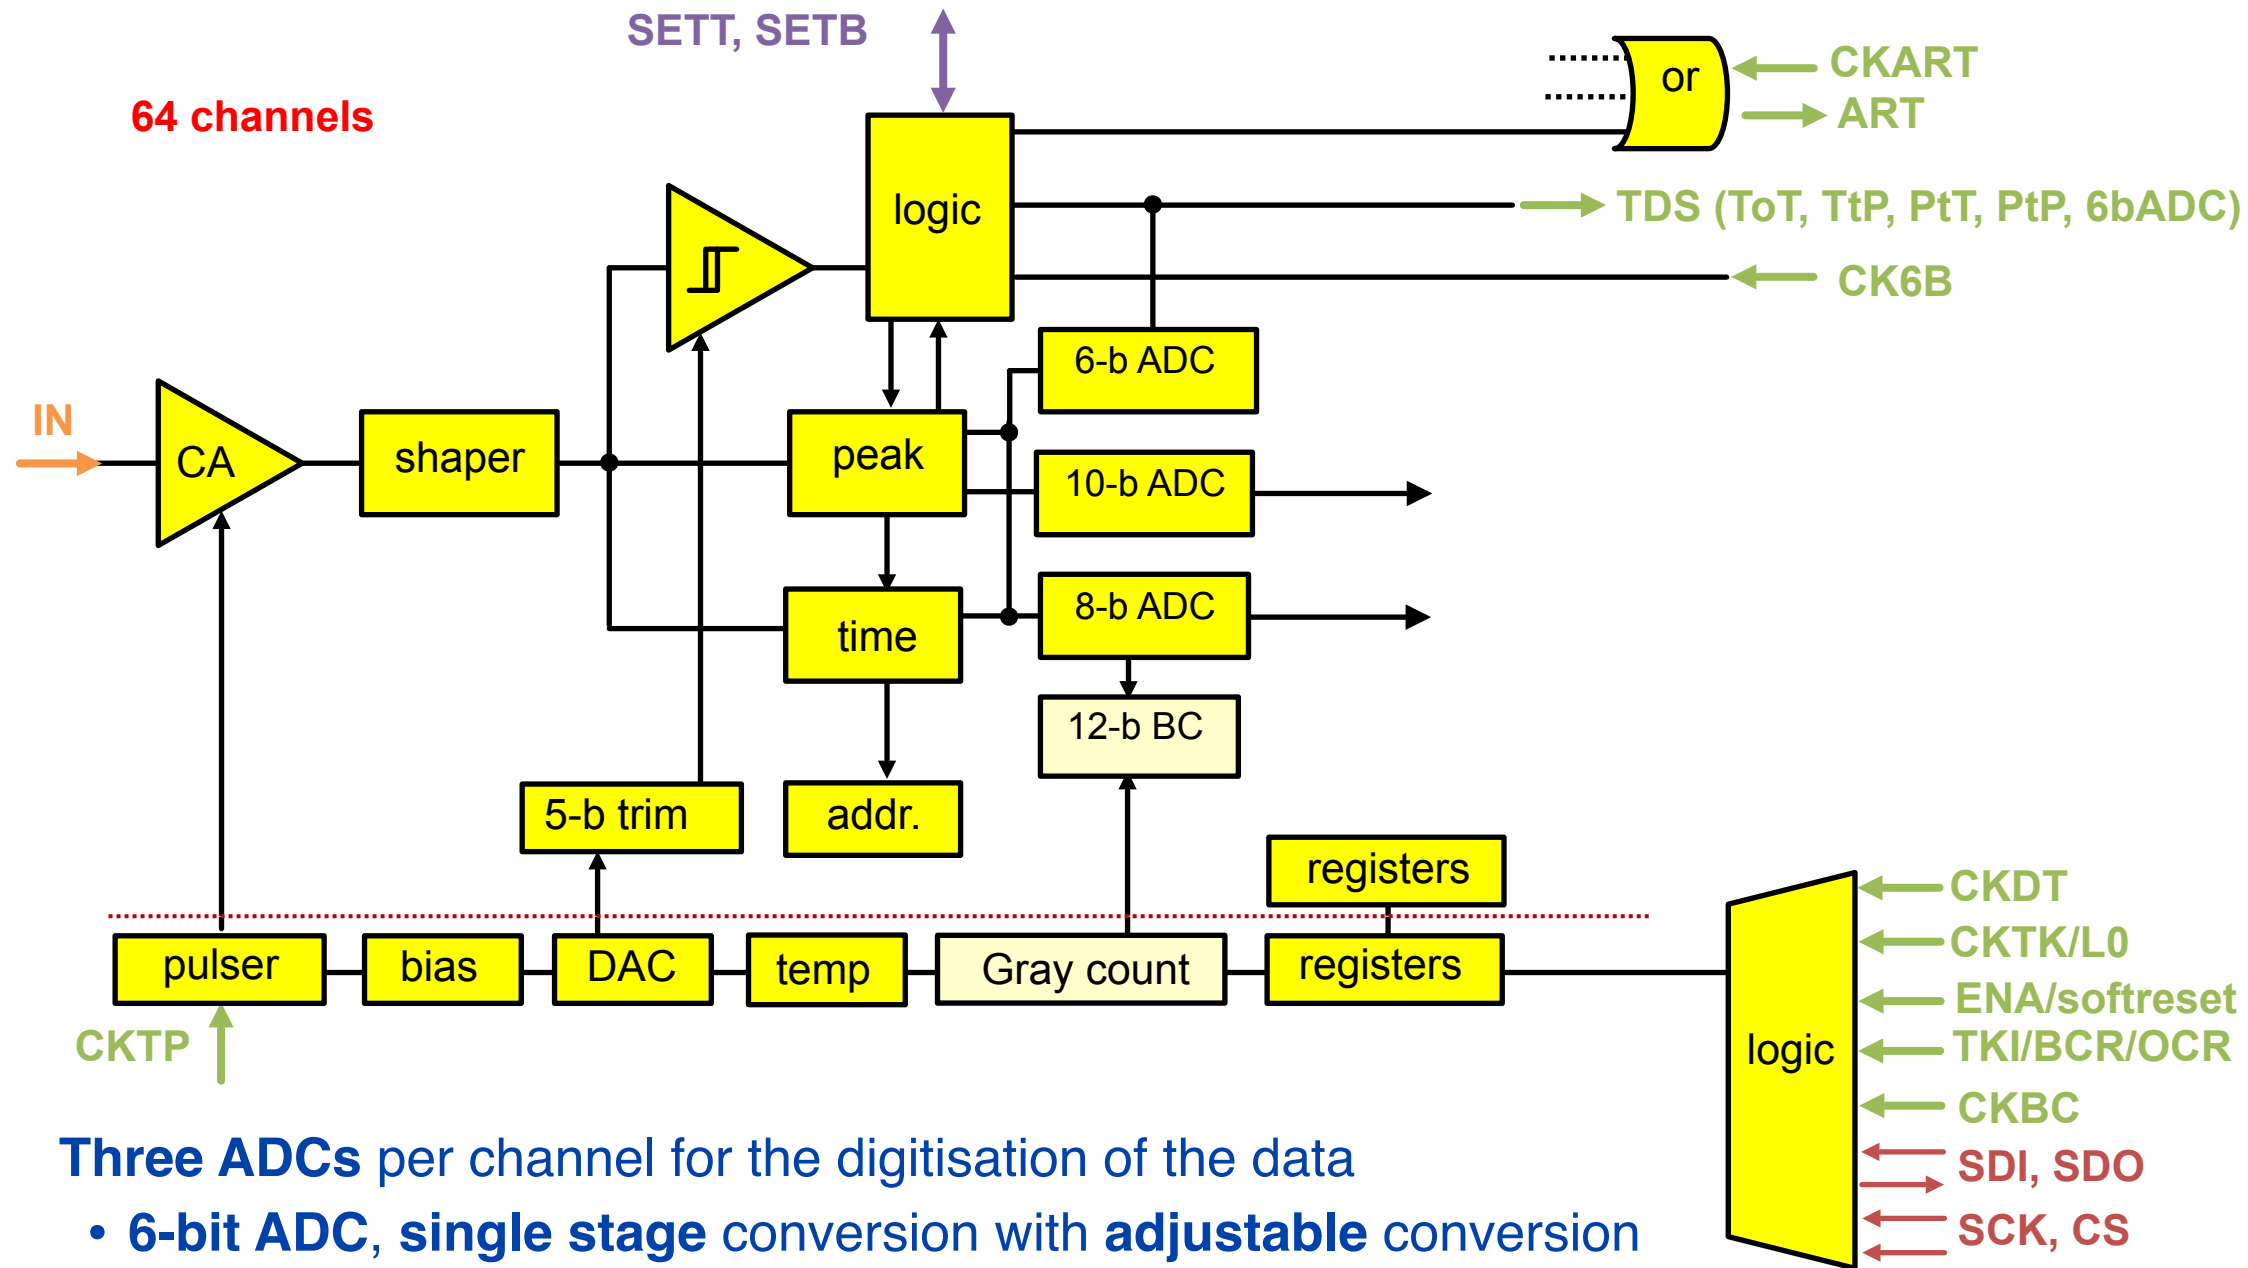 SETT, SETB
64 channels
or
CKART
ART
logic
TDS (ToT, TtP, PtT, PtP, 6bADC)
CK6B
6-b ADC
IN
CA
shaper
peak
10-b ADC
8-b ADC
time
12-b BC
5-b trim
addr.
registers
pulser
bias
DAC
temp
Gray count
registers
CKTP
logic
CKDT
CKTK/L0
ENA/softreset
TKI/BCR/OCR
CKBC
SDI, SDO
SCK, CS
Three ADCs per channel for the digitisation of the data
• 6-bit ADC, single stage conversion with adjustable conversion